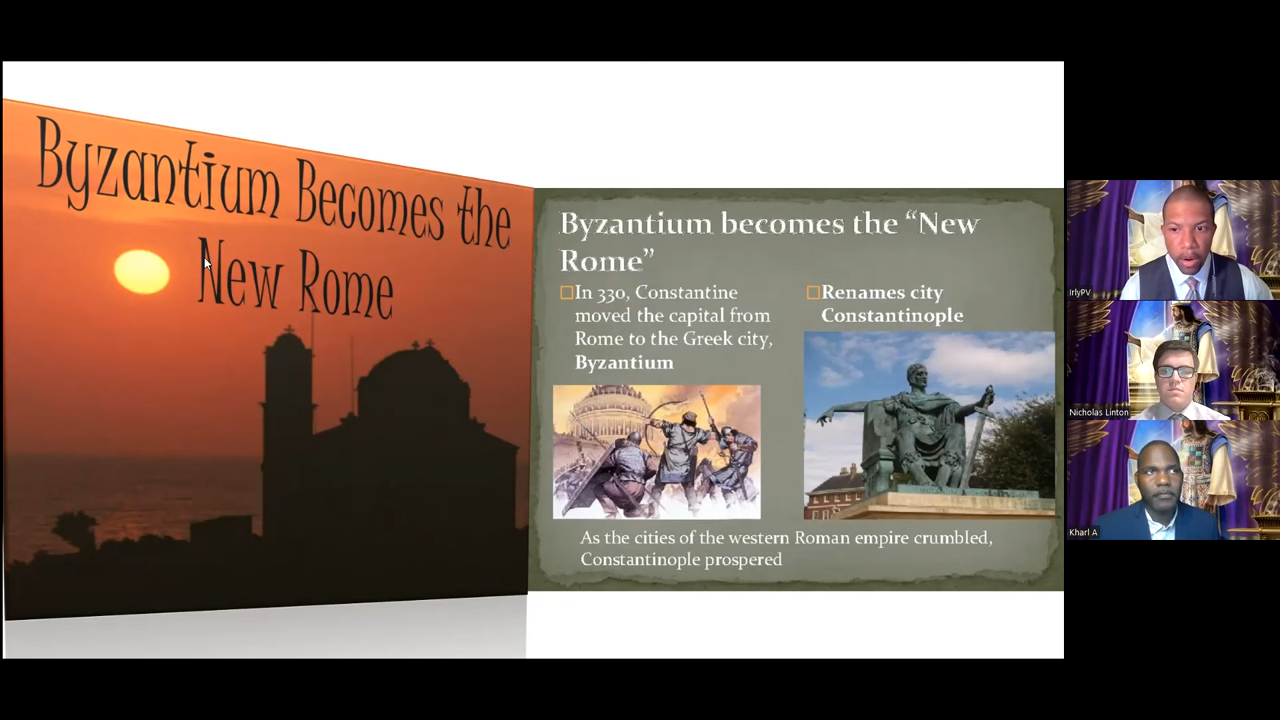 Byzantium Becomes the
New Rome
Byzantium becomes the “New
Rome”
In 330, Constantine
moved the capital from
Rome to the Greek city,
Byzantium
Renames city
Constantinople
As the cities of the western Roman empire crumbled,
Constantinople prospered
IrlyPV
Nicholas Linton
Kharl A